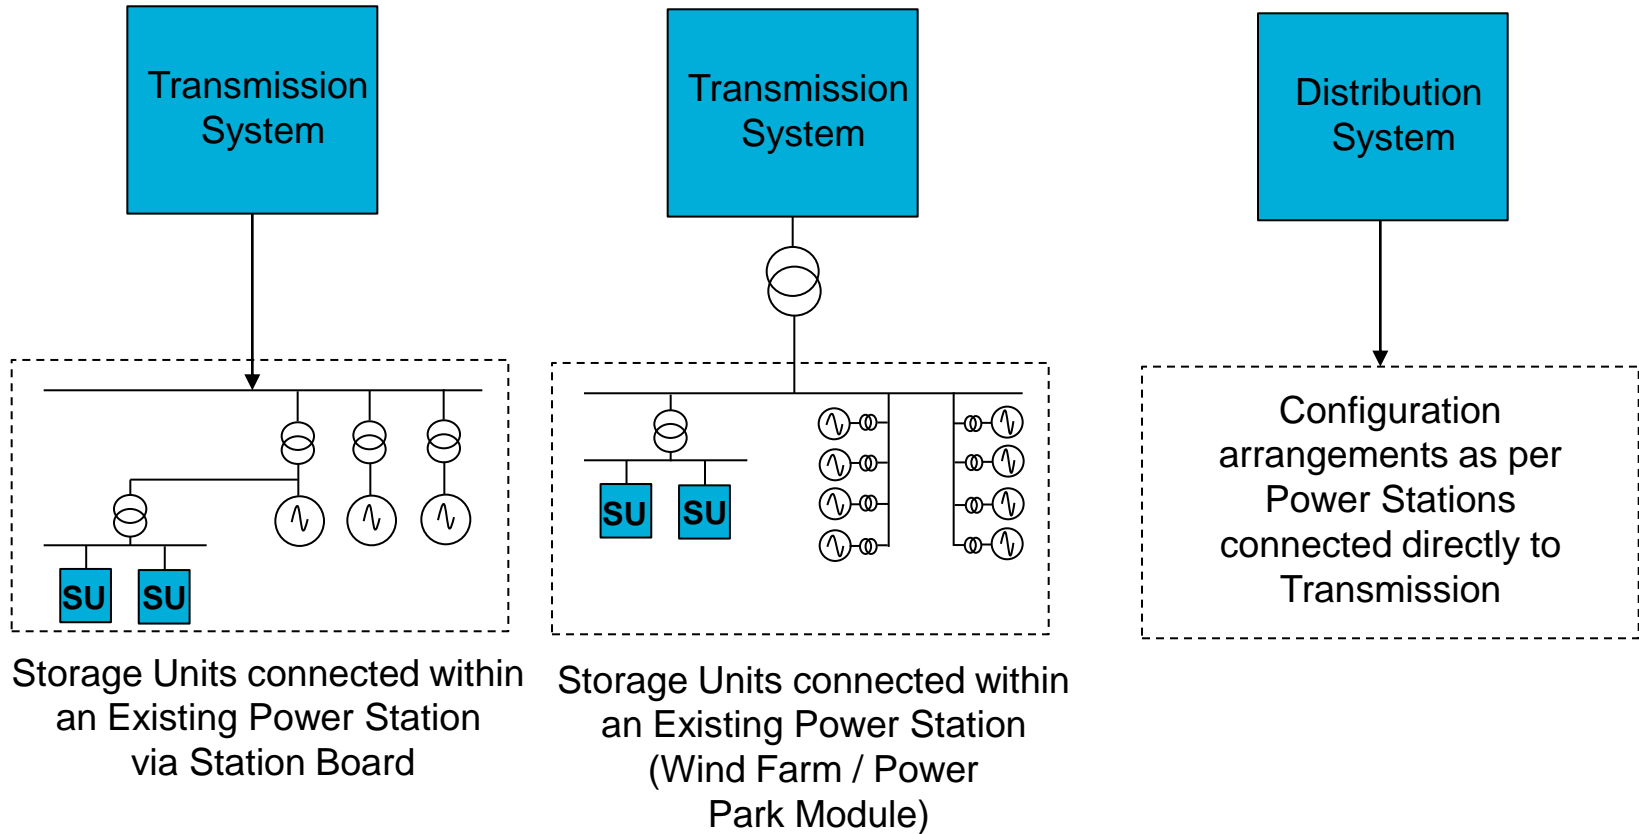 Transmission
System
Transmission
System
Distribution
System
SU
SU
SU
SU
Configuration
arrangements as per
Power Stations
connected directly to
Transmission
Storage Units connected within
an Existing Power Station
via Station Board
Storage Units connected within
an Existing Power Station
(Wind Farm / Power
Park Module)